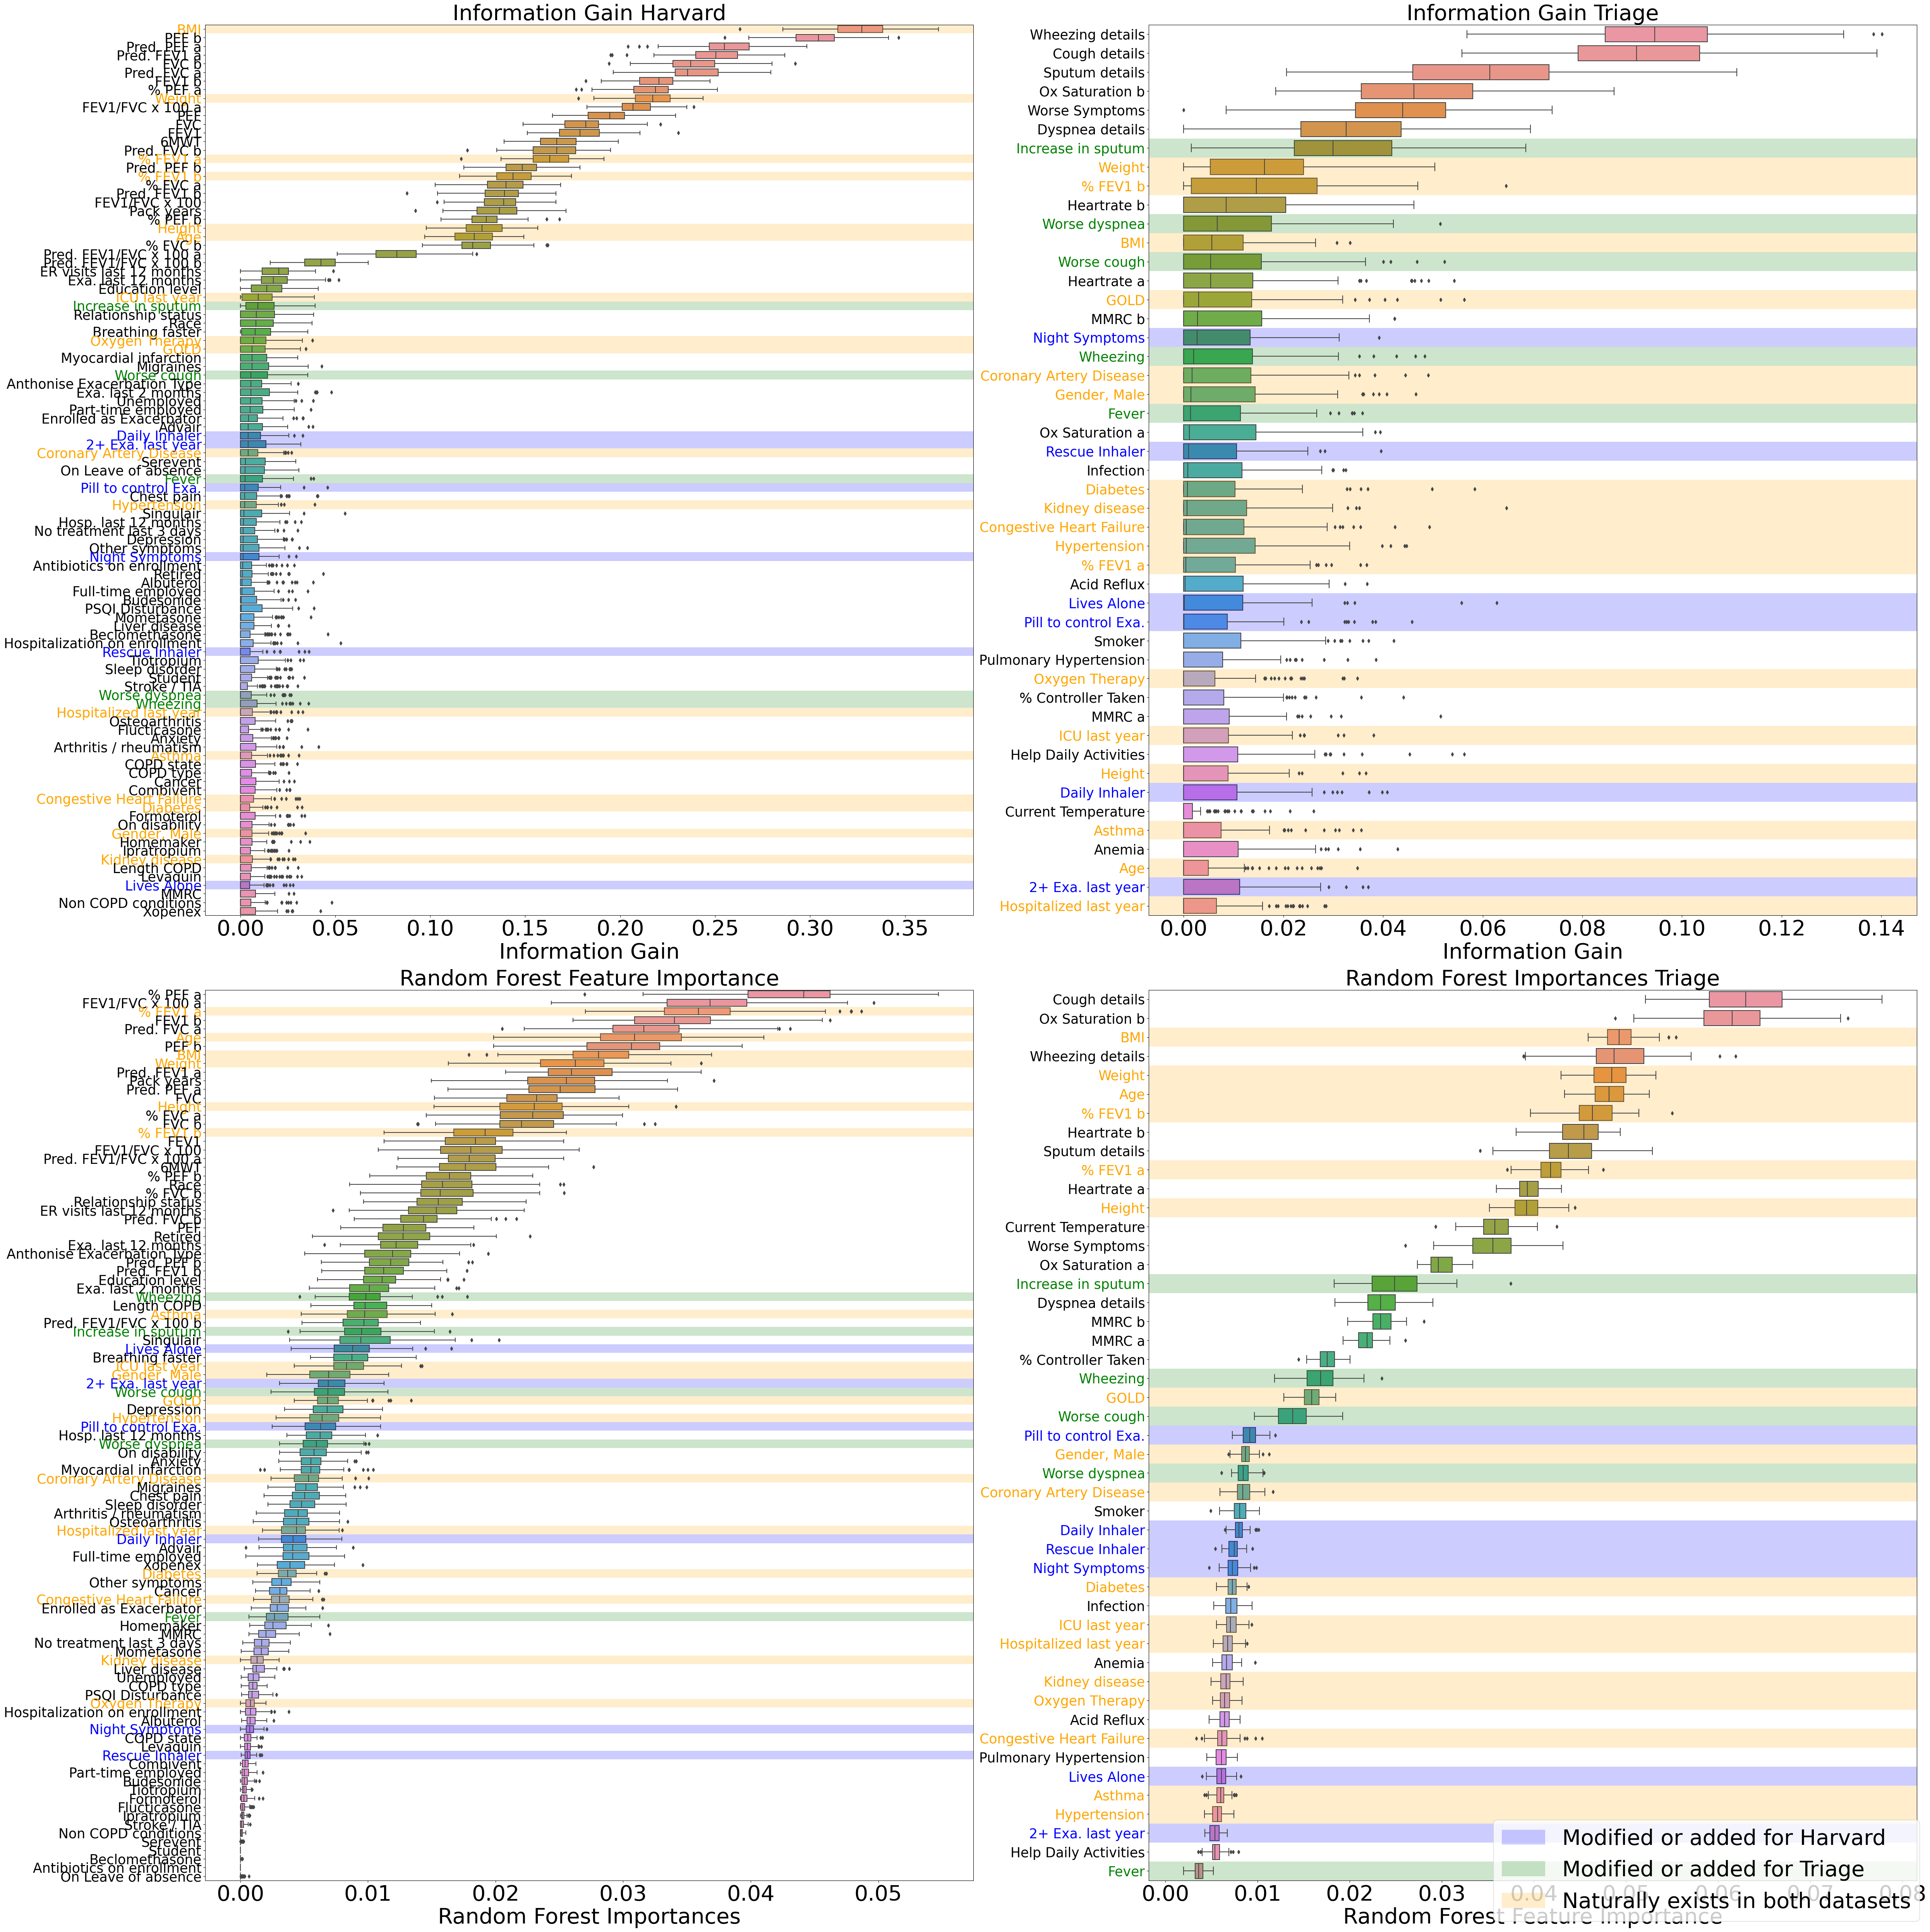 Information Gain Harvard
BMI
PEF b
Pred. PEF a
Pred. FEV1 a
FVC b
Pred. FVC a
FEV1 b
% PEF a
Weight
FEV1/FVC x 100 a
PEF
FVC
FEV1
6MWT
Pred. FVC b
% FEV1 a
Pred. PEF b
% FEV1 b
% FVC a
Pred. FEV1 b
FEV1/FVC x 100
Pack years
% PEF b
Height
Age
% FVC b
Pred. FEV1/FVC x 100 a
Pred. FEV1/FVC x 100 b
ER visits last 12 months
Exa. last 12 months
Education level
ICU last year
Increase in sputum
Relationship status
Race
Breathing faster
Oxygen Therapy
GOLD
Myocardial infarction
Migraines
Worse cough
Anthonise Exacerbation Type
Exa. last 2 months
Unemployed
Part-time employed
Enrolled as Exacerbator
Advair
Daily Inhaler
2+ Exa. last year
Coronary Artery Disease
Serevent
On Leave of absence
Fever
Pill to control Exa.
Chest pain
Hypertension
Singulair
Hosp. last 12 months
No treatment last 3 days
Depression
Other symptoms
Night Symptoms
Antibiotics on enrollment
Retired
Albuterol
Full-time employed
Budesonide
PSQI Disturbance
Mometasone
Liver disease
Beclomethasone
Hospitalization on enrollment
Rescue Inhaler
Tiotropium
Sleep disorder
Student
Stroke / TIA
Worse dyspnea
Wheezing
Hospitalized last year
Osteoarthritis
Flucticasone
Anxiety
Arthritis / rheumatism
Asthma
COPD state
COPD type
Cancer
Combivent
Congestive Heart Failure
Diabetes
Formoterol
On disability
Gender, Male
Homemaker
Ipratropium
Kidney disease
Length COPD
Levaquin
Lives Alone
MMRC
Non COPD conditions
Xopenex
0.00 0.05 0.10 0.15 0.20 0.25 0.30 0.35
Information Gain
Information Gain Triage
Wheezing details
Cough details
Sputum details
Ox Saturation b
Worse Symptoms
Dyspnea details
Increase in sputum
Weight
% FEV1 b
Heartrate b
Worse dyspnea
BMI
Worse cough
Heartrate a
GOLD
MMRC b
Night Symptoms
Wheezing
Coronary Artery Disease
Gender, Male
Fever
Ox Saturation a
Rescue Inhaler
Infection
Diabetes
Kidney disease
Congestive Heart Failure
Hypertension
% FEV1 a
Acid Reflux
Lives Alone
Pill to control Exa.
Smoker
Pulmonary Hypertension
Oxygen Therapy
% Controller Taken
MMRC a
ICU last year
Help Daily Activities
Height
Daily Inhaler
Current Temperature
Asthma
Anemia
Age
2+ Exa. last year
Hospitalized last year
0.00 0.02 0.04 0.06 0.08 0.10 0.12 0.14
Information Gain
Random Forest Feature Importance
% PEF a
FEV1/FVC x 100 a
% FEV1 a
FEV1 b
Pred. FVC a
Age
PEF b
BMI
Weight
Pred. FEV1 a
Pack years
Pred. PEF a
FVC
Height
% FVC a
FVC b
% FEV1 b
FEV1
FEV1/FVC x 100
Pred. FEV1/FVC x 100 a
6MWT
% PEF b
Race
% FVC b
Relationship status
ER visits last 12 months
Pred. FVC b
PEF
Retired
Exa. last 12 months
Anthonise Exacerbation Type
Pred. PEF b
Pred. FEV1 b
Education level
Exa. last 2 months
Wheezing
Length COPD
Asthma
Pred. FEV1/FVC x 100 b
Increase in sputum
Singulair
Lives Alone
Breathing faster
ICU last year
Gender, Male
2+ Exa. last year
Worse cough
GOLD
Depression
Hypertension
Pill to control Exa.
Hosp. last 12 months
Worse dyspnea
On disability
Anxiety
Myocardial infarction
Coronary Artery Disease
Migraines
Chest pain
Sleep disorder
Arthritis / rheumatism
Osteoarthritis
Hospitalized last year
Daily Inhaler
Advair
Full-time employed
Xopenex
Diabetes
Other symptoms
Cancer
Congestive Heart Failure
Enrolled as Exacerbator
Fever
Homemaker
MMRC
No treatment last 3 days
Mometasone
Kidney disease
Liver disease
Unemployed
COPD type
PSQI Disturbance
Oxygen Therapy
Hospitalization on enrollment
Albuterol
Night Symptoms
COPD state
Levaquin
Rescue Inhaler
Combivent
Part-time employed
Budesonide
Tiotropium
Formoterol
Flucticasone
Ipratropium
Stroke / TIA
Non COPD conditions
Serevent
Student
Beclomethasone
Antibiotics on enrollment
On Leave of absence
0.00 0.01 0.02 0.03 0.04 0.05
Random Forest Importances
Random Forest Importances Triage
Cough details
Ox Saturation b
BMI
Wheezing details
Weight
Age
% FEV1 b
Heartrate b
Sputum details
% FEV1 a
Heartrate a
Height
Current Temperature
Worse Symptoms
Ox Saturation a
Increase in sputum
Dyspnea details
MMRC b
MMRC a
% Controller Taken
Wheezing
GOLD
Worse cough
Pill to control Exa.
Gender, Male
Worse dyspnea
Coronary Artery Disease
Smoker
Daily Inhaler
Rescue Inhaler
Night Symptoms
Diabetes
Infection
ICU last year
Hospitalized last year
Anemia
Kidney disease
Oxygen Therapy
Acid Reflux
Congestive Heart Failure
Pulmonary Hypertension
Lives Alone
Asthma
Hypertension
2+ Exa. last year
Help Daily Activities
Fever
0.00 0.01 0.02 0.03 0.04 0.05 0.06 0.07 0.08
Random Forest Feature Importance
Modified or added for Harvard
Modified or added for Triage
Naturally exists in both datasets